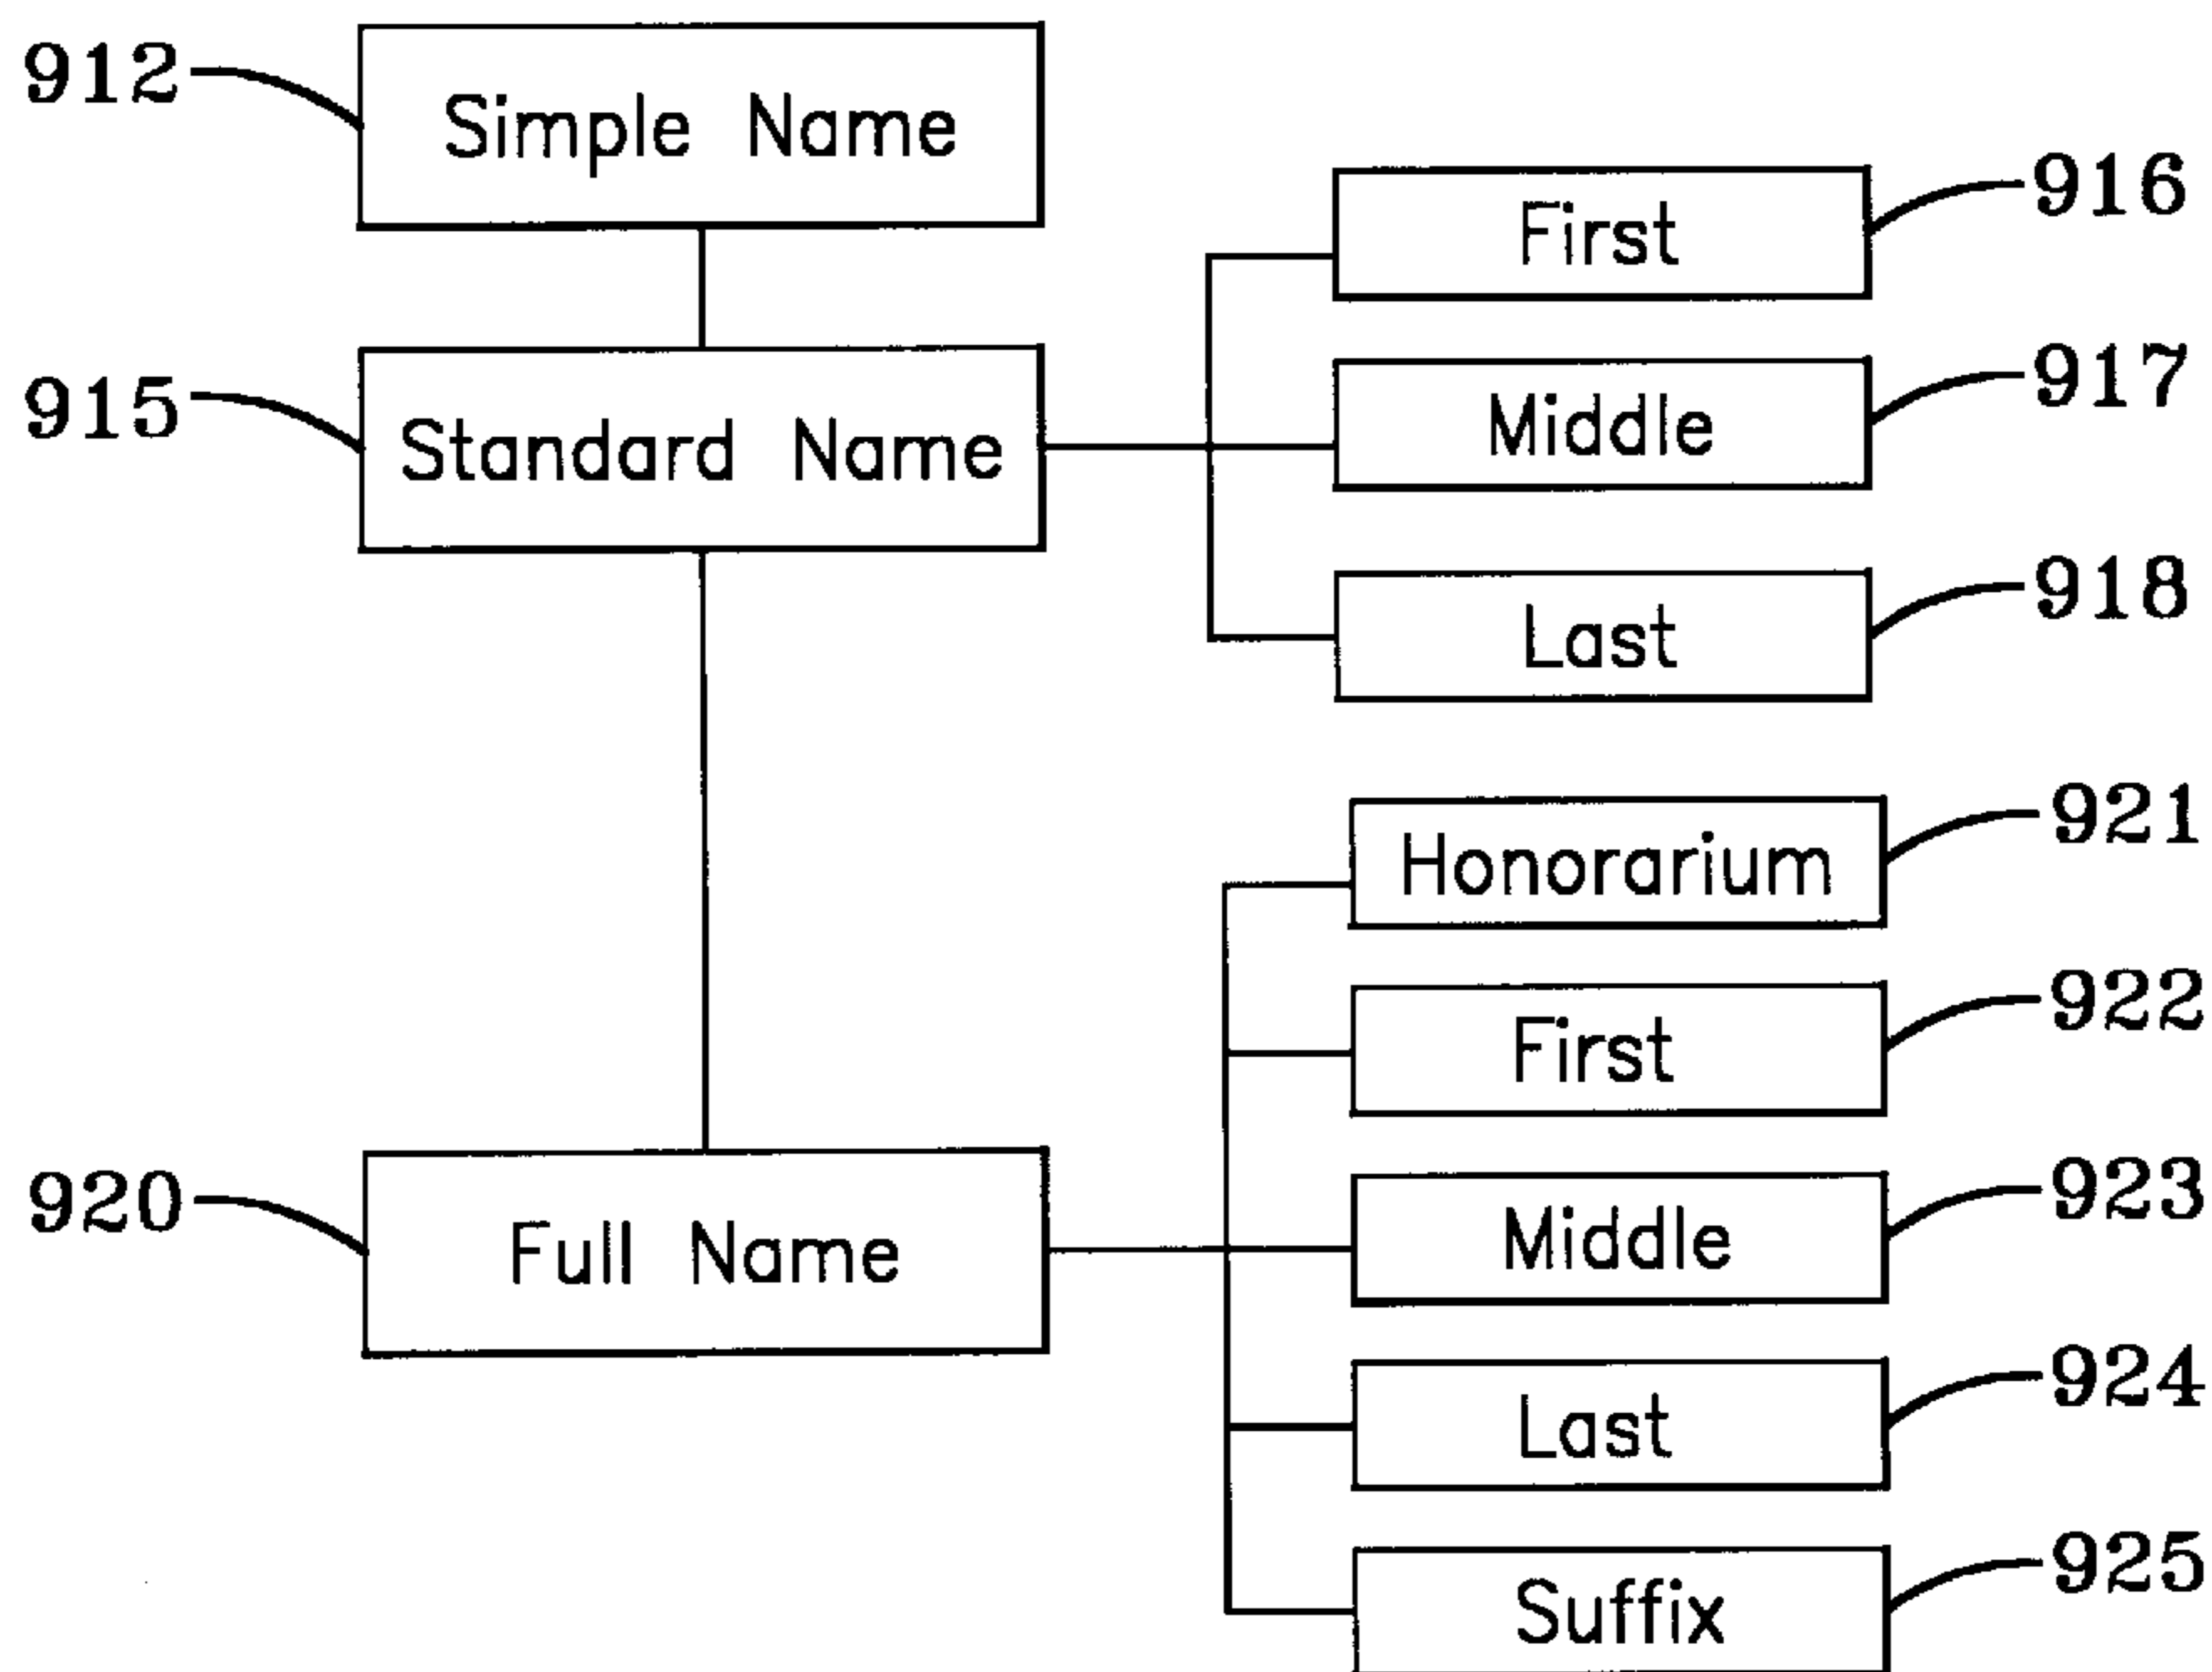 912
Simple Name
First
916
915
Standard Name
Middle
917
Last
918
Honorarium
921
First
922
920
Full Name
Middle
923
Last
924
Suffix
925